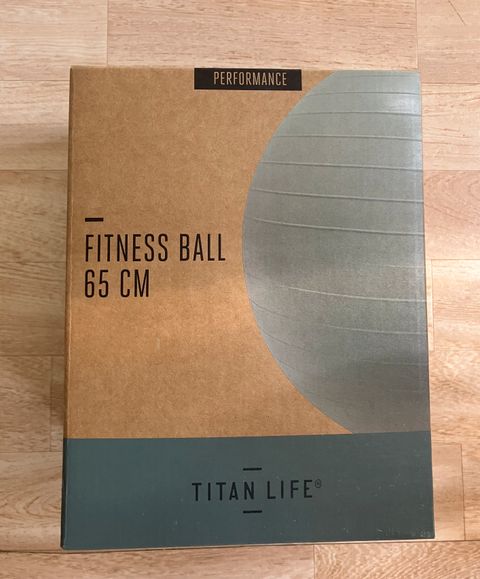 PERFORMANCE
FITNESS BALL
65 CM
TITAN LIFE®